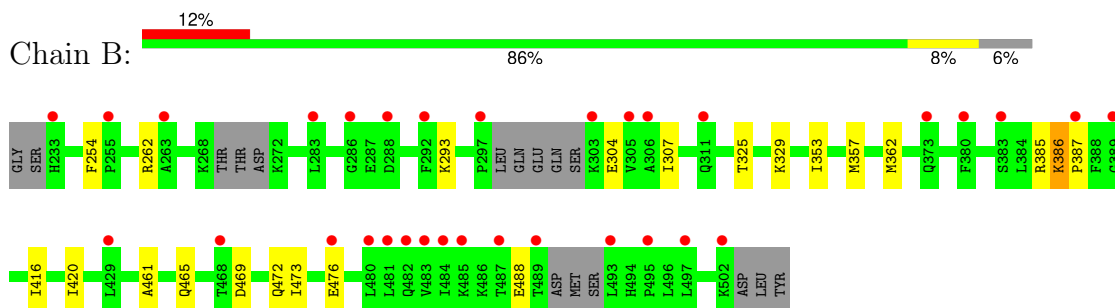 12%
Chain B:
86% 8% 6%
GLY SER H233 F254 P255 R262 A263 K268 THR THR ASP K272 L283 G286 E287 D288 F292 K293 P297 LEU GLN GLU GLN SER K303 E304 V305 A306 I307 Q311 T325 K329 I353 M357 M362 Q373 F380 S383 L384 R385 K386 P387 F388
I416 I420 L429 A461 Q465 T468 D469 Q472 I473 E476 L480 L481 Q482 V483 I484 K485 K486 T487 E488 T489 ASP MET SER L493 H494 P495 L496 L497 K502 ASP LEU TYR